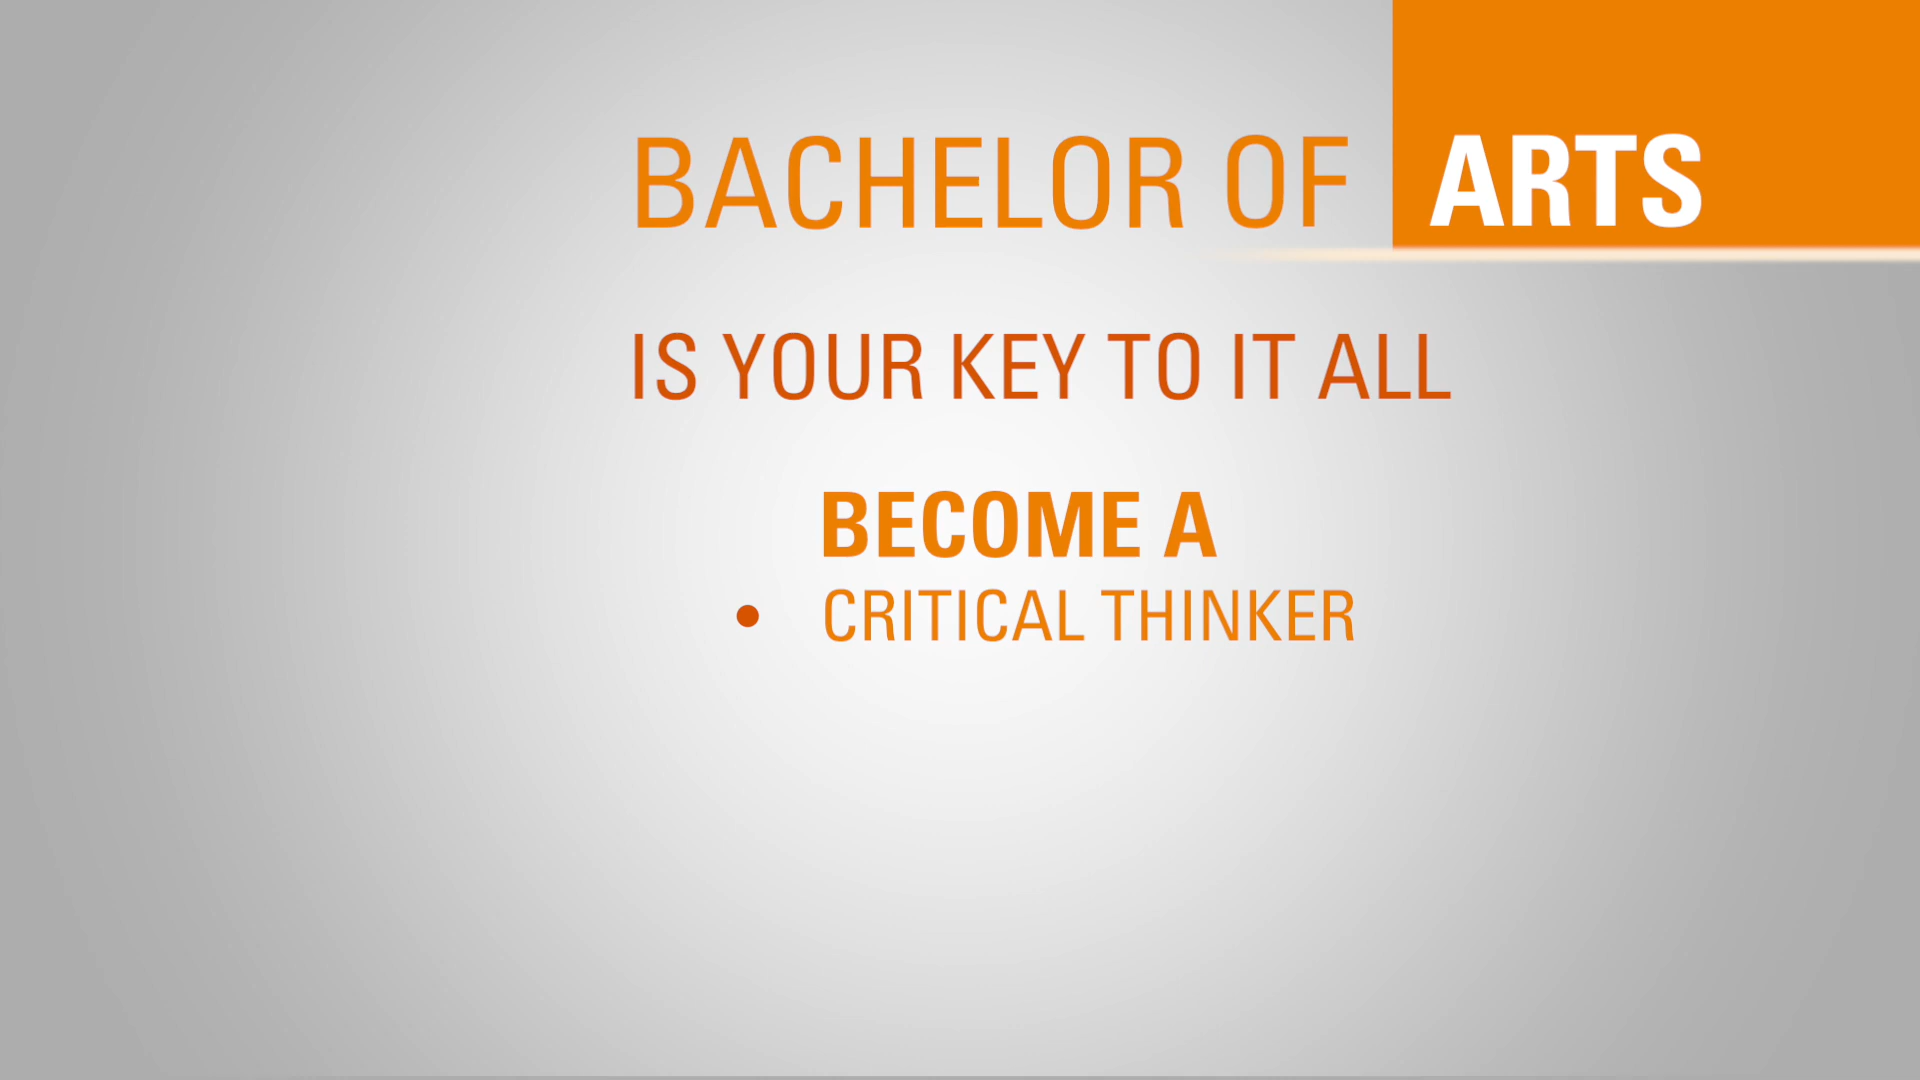 BACHELOR OF ARTS
IS YOUR KEY TO IT ALL
BECOME A
• CRITICAL THINKER